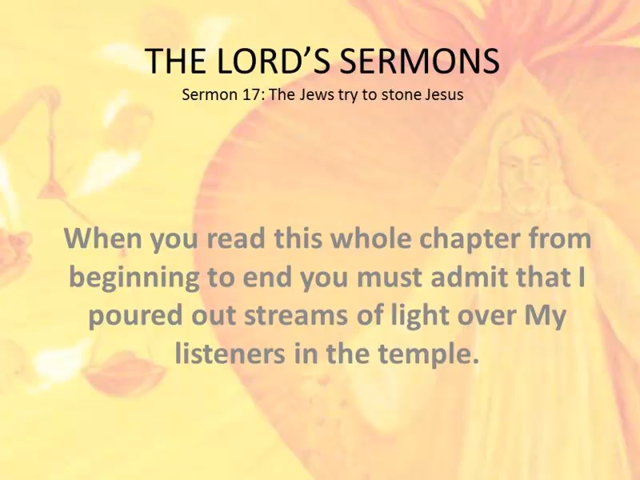 THE LORD’S SERMONS
Sermon 17: The Jews try to stone Jesus
When you read this whole chapter from
beginning to end you must admit that I
poured out streams of light over My
listeners in the temple.